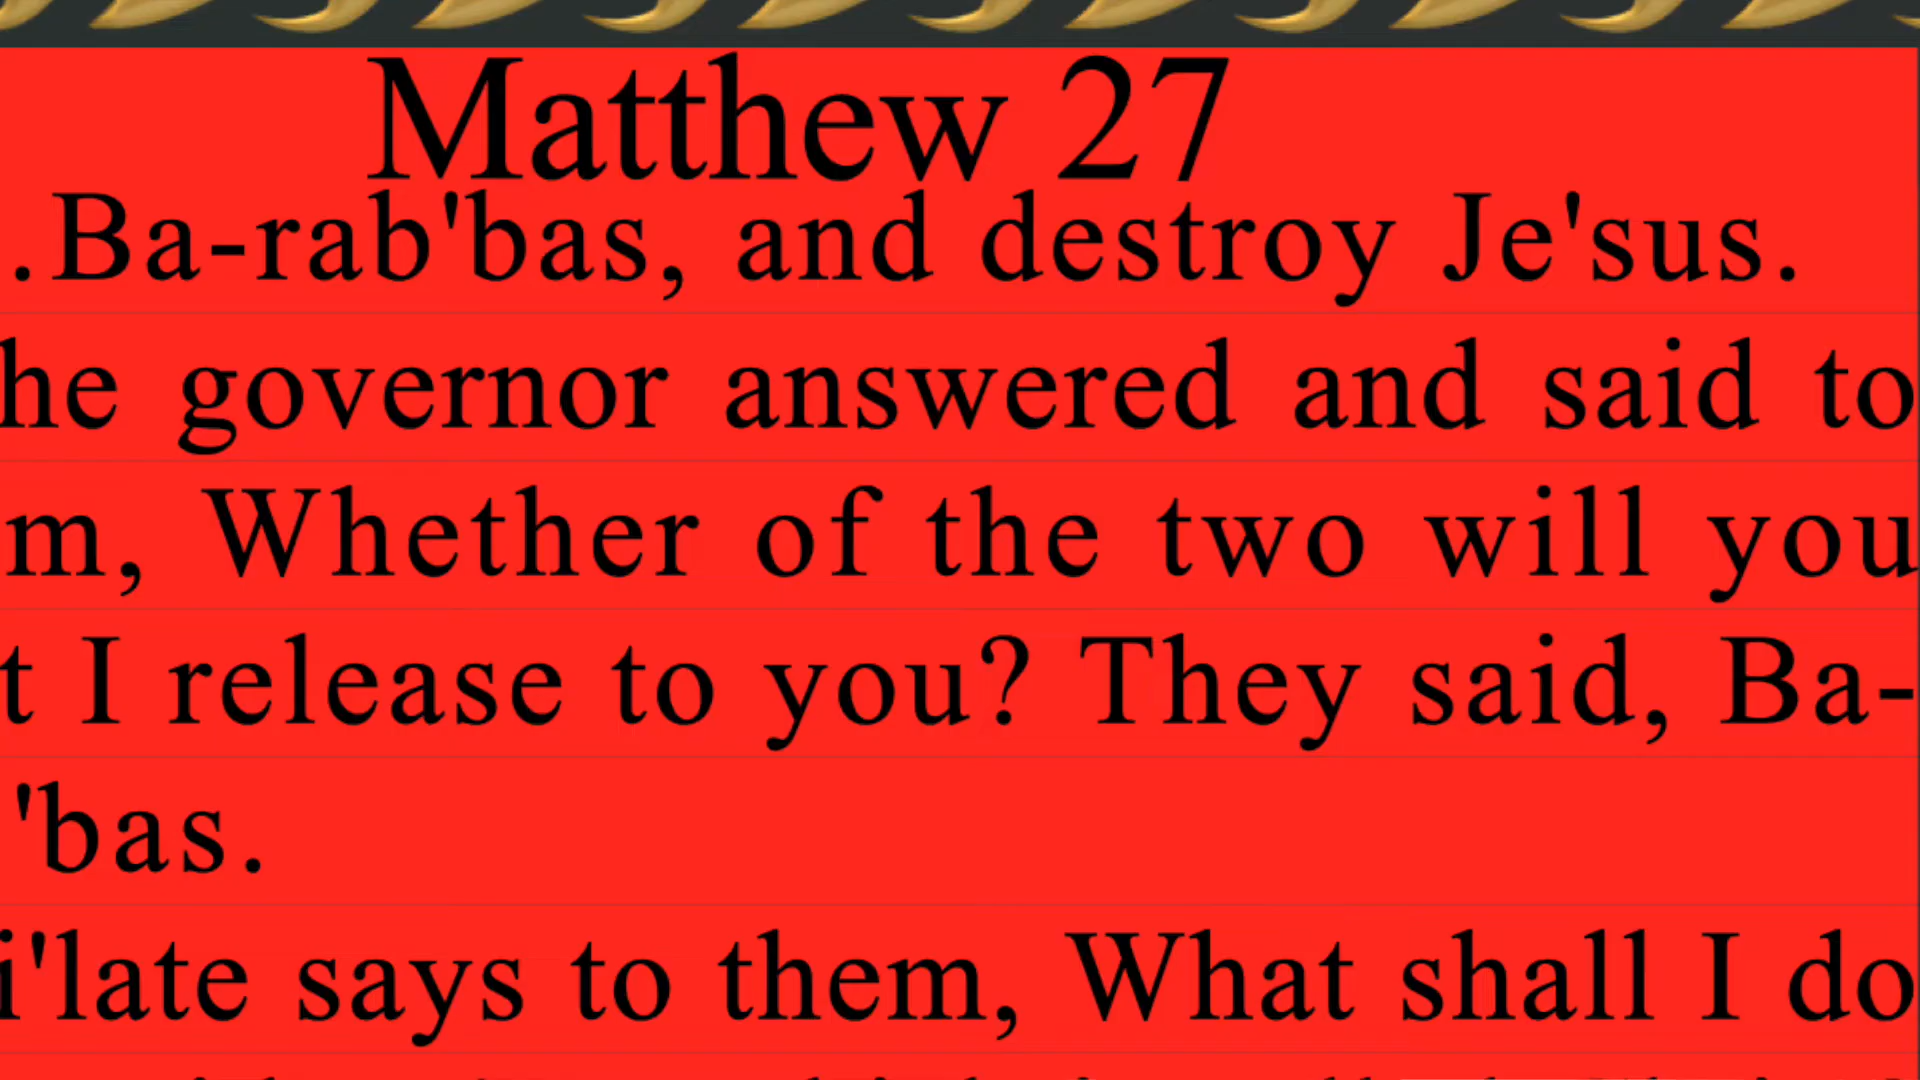 Matthew 27
.Ba-rab'bas, and destroy Je'sus.
he governor answered and said to
m, Whether of the two will you
t I release to you? They said, Ba-
'bas.
i'late says to them, What shall I do